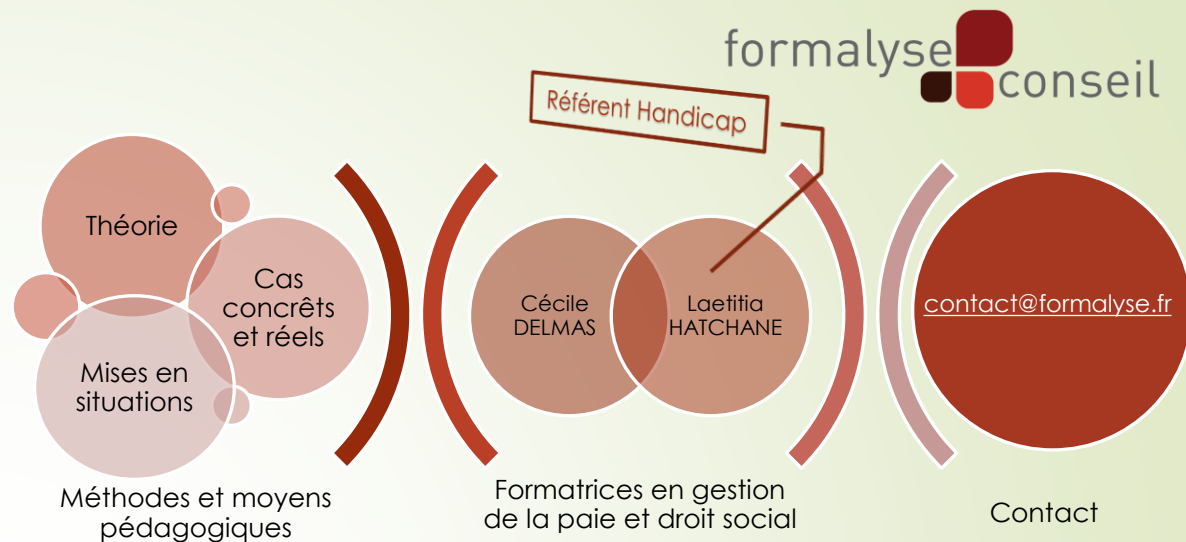 formalyse
conseil
Référent Handicap
Théorie
Cas
concrêts
et réels
Mises en
situations
Méthodes et moyens
pédagogiques
Cécile
DELMAS
Laetitia
HATCHANE
Formatrices en gestion
de la paie et droit social
contact@formalyse.fr
Contact